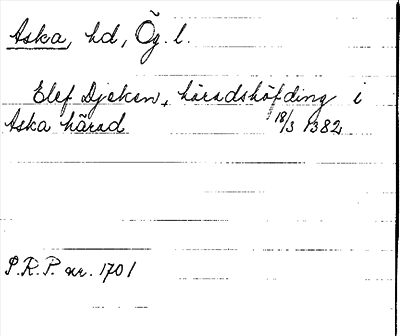 Aska, hd, Ög. l.
Elef Djeken, häradshöfding i
Aska härad 18/3 1382
P.R.P. nr. 1701